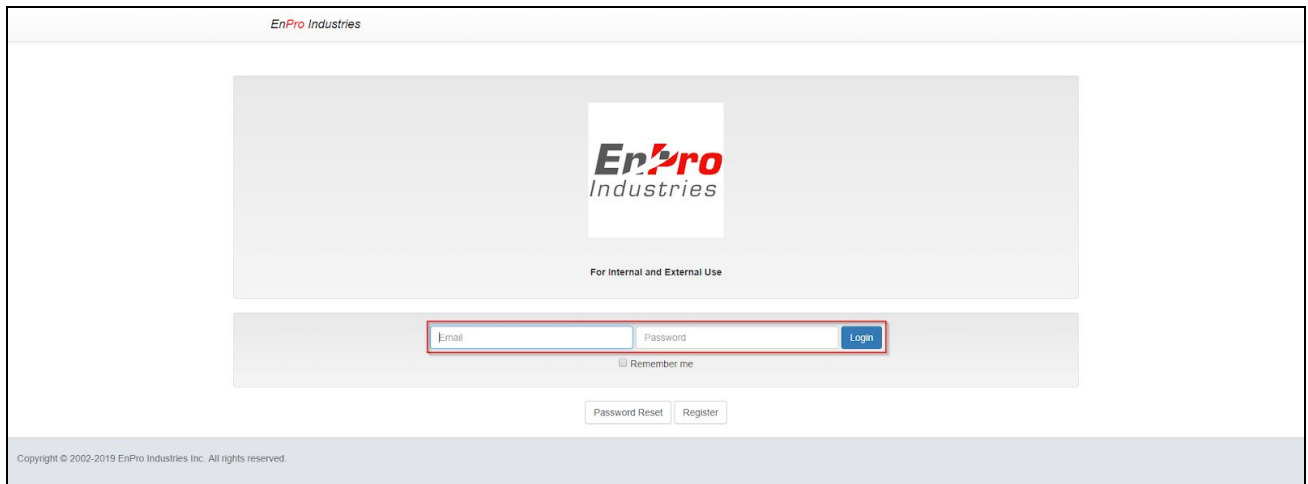 EnPro Industries
EnPro
Industries
For Internal and External Use
Email Password Login
Remember me
Password Reset Register
Copyright © 2002-2019 EnPro Industries Inc. All rights reserved.